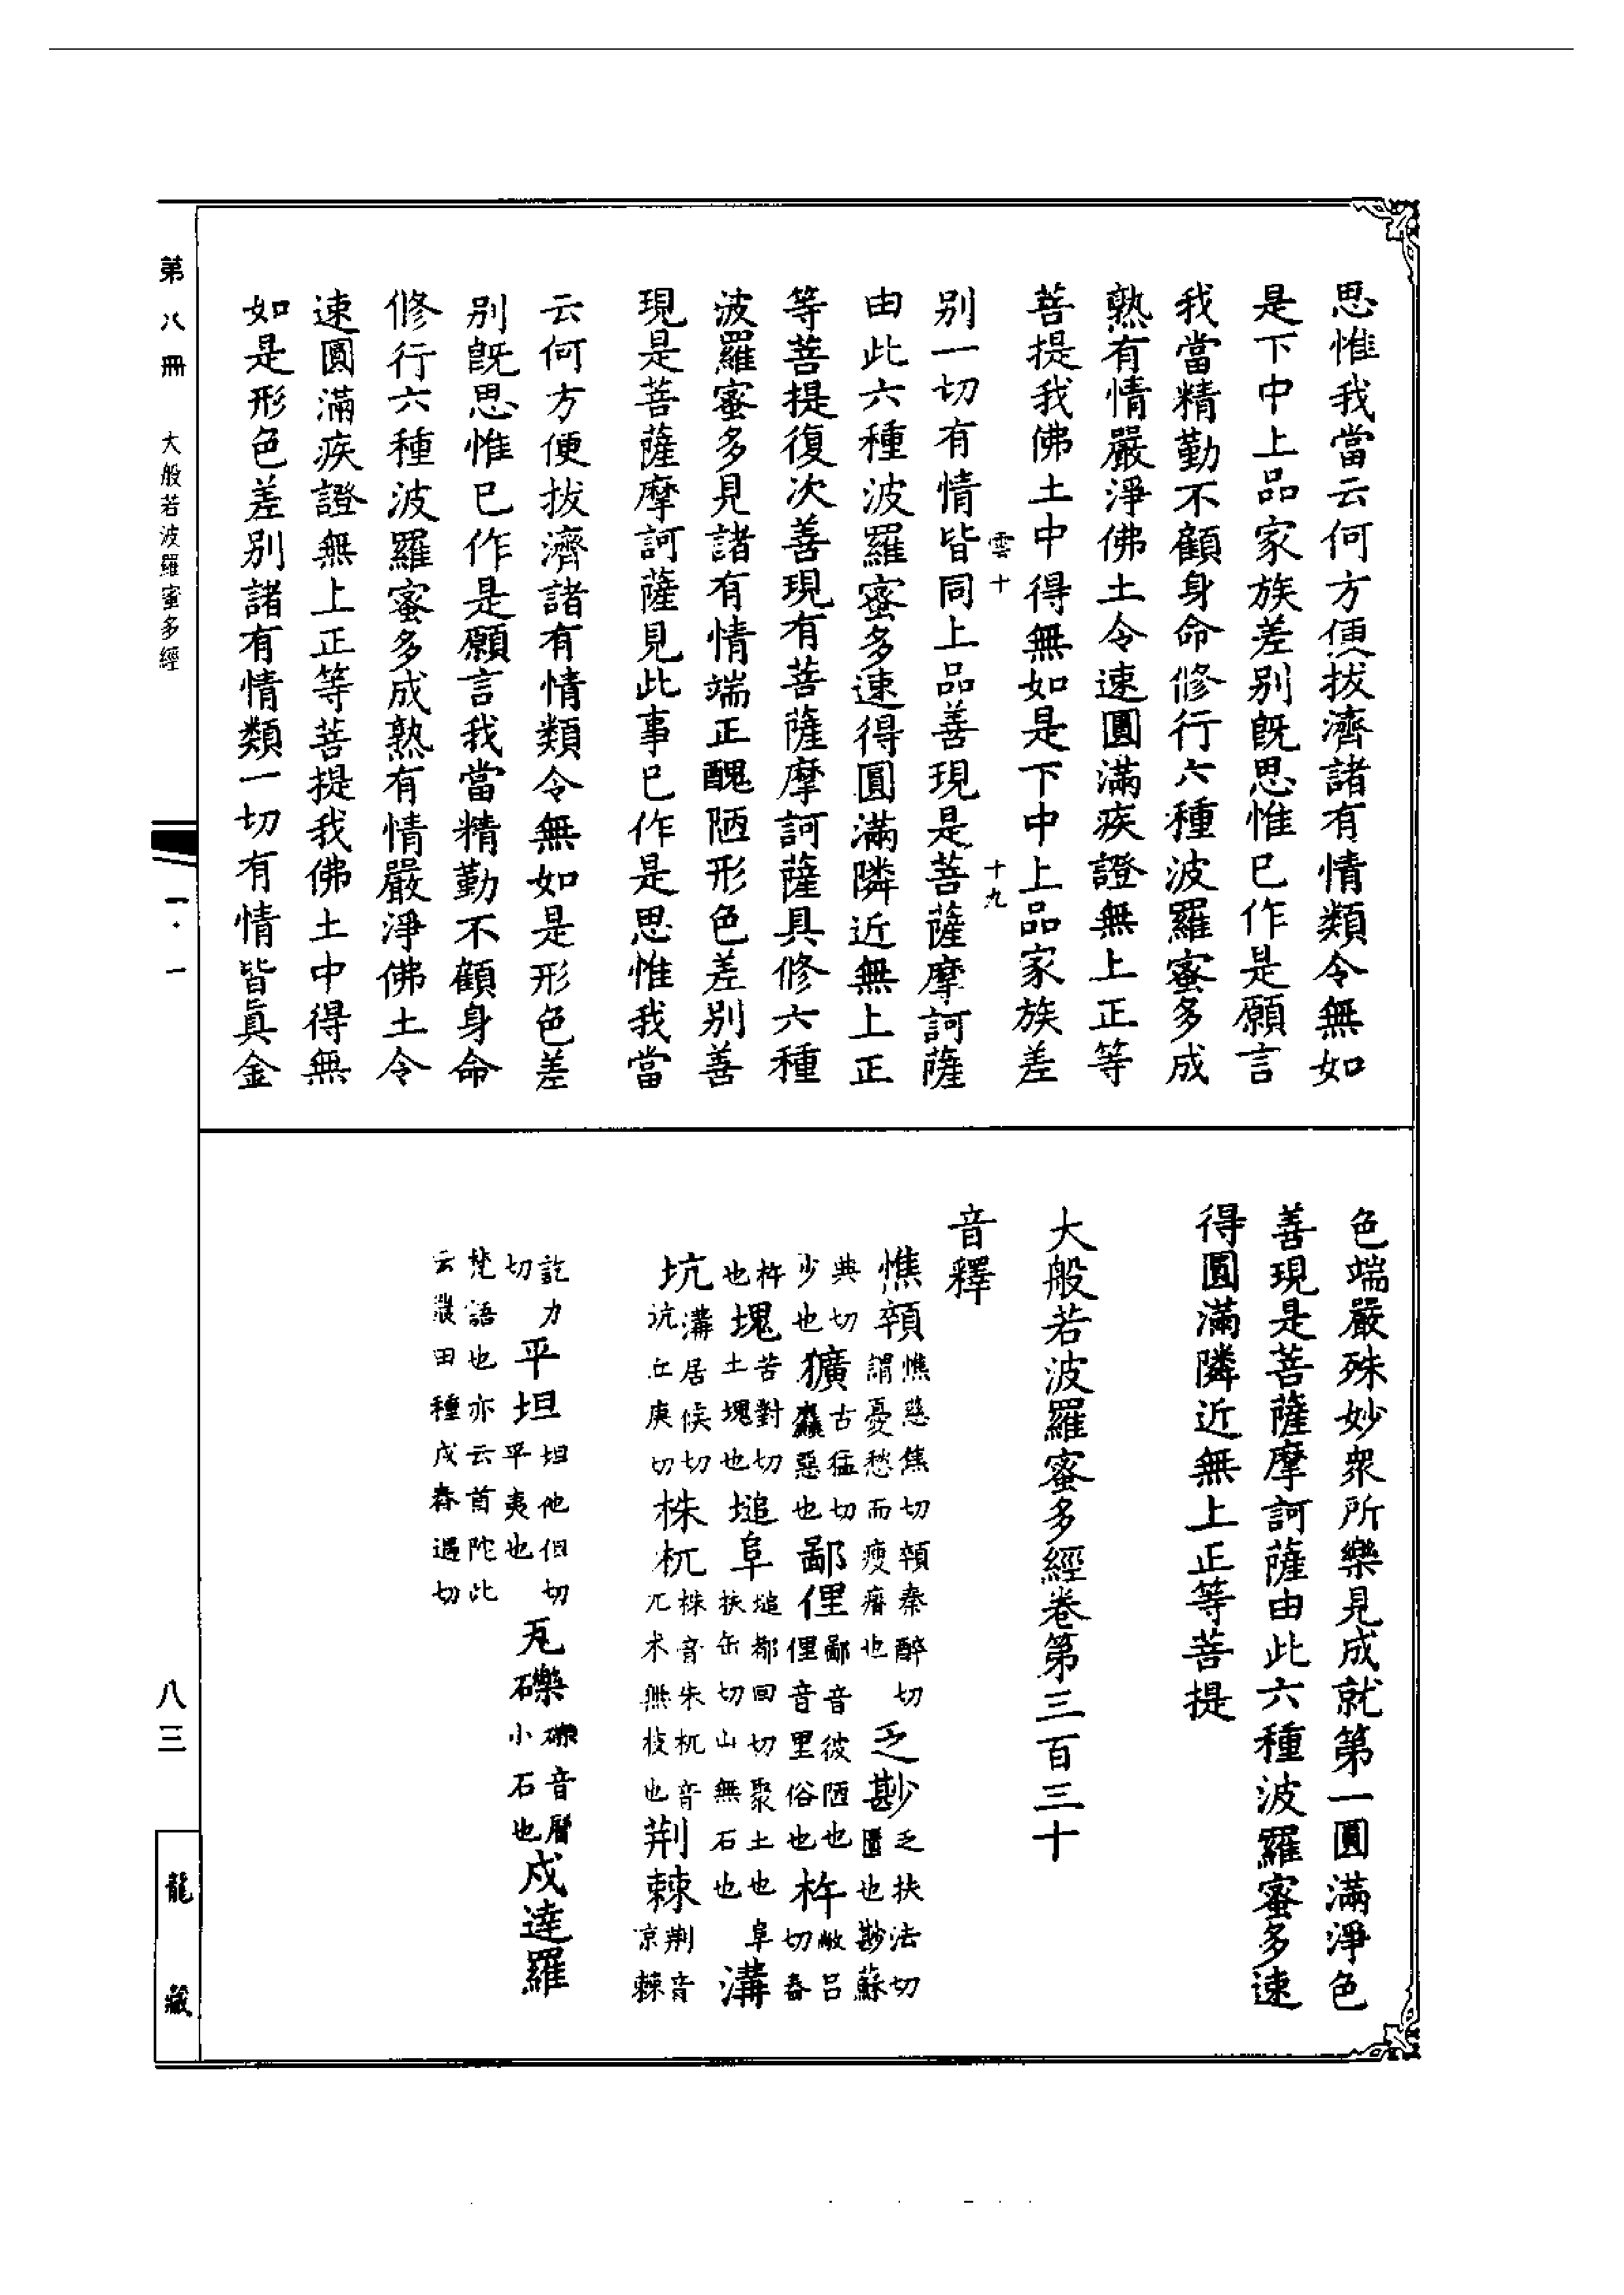 思惟我當云何方便拔濟諸有情類令無如
是下中上品家族差別既思惟已作是願言
我當精勤不顧身命修行六種波羅蜜多成
熟有情嚴淨佛土令速圓滿疾證無上正等
菩提我佛土中得無如是下中上品家族差
雲十 十九
別一切有情皆同上品善現是菩薩摩訶薩
由此六種波羅蜜多速得圓滿隣近無上正
等菩提復次善現有菩薩摩訶薩具修六種
波羅蜜多見諸有情端正醜陋形色差別善
現是菩薩摩訶薩見此事已作是思惟我當
云何方便拔濟諸有情類令無如是形色差
別既思惟已作是願言我當精勤不顧身命
修行六種波羅蜜多成熟有情嚴淨佛土令
速圓滿疾證無上正等菩提我佛土中得無
如是形色差別諸有情類一切有情皆真金
色端嚴殊妙衆所樂見成就第一圓滿淨色
善現是菩薩摩訶薩由此六種波羅蜜多速
得圓滿隣近無上正等菩提
大般若波羅蜜多經卷第三百三十
音釋
憔顇憔慈焦切顇秦醉切謂憂愁而瘦瘠也乏尠乏扶法切匱也尠蘇
典切少也獷古猛切麤惡也鄙俚鄙音彼陋也俚音里俗也杵敞呂切舂
杵也塊苦對切土塊也塠阜塠都回切聚土也阜扶缶切山無石也溝
坑溝居侯切坑丘庚切株杌株音朱杌音兀木無枝也荆棘荆音京棘
訖力切平坦坦他但切平夷也瓦礫礫音曆小石也戍達羅
梵語也亦云首陀此云農田種戍舂遇切
第八冊 大般若波羅蜜多經
一·一
八三
龍藏